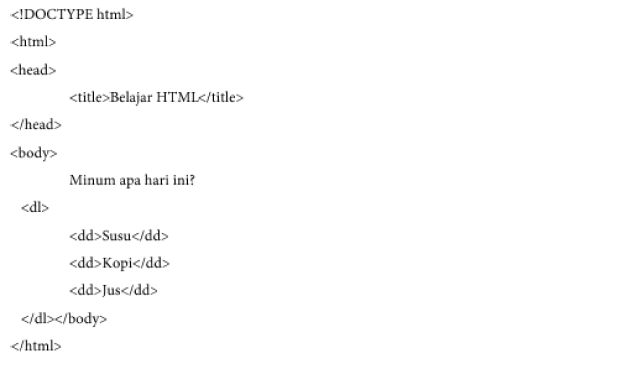 <!DOCTYPE html>
<html>
<head>
<title>Belajar HTML</title>
</head>
<body>
Minum apa hari ini?
<dl>
<dd>Susu</dd>
<dd>Kopi</dd>
<dd>Jus</dd>
</dl></body>
</html>